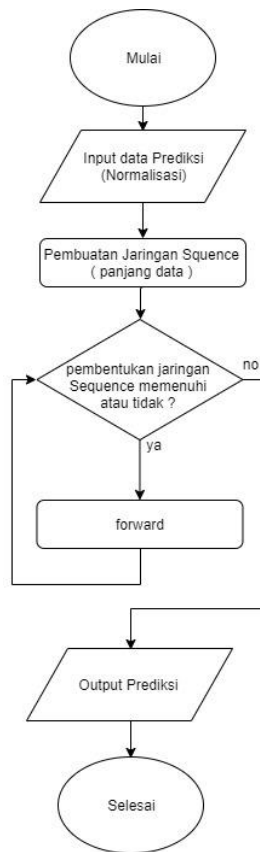 Mulai
Input data Prediksi
(Normalisasi)
Pembuatan Jaringan Squence
( panjang data )
pembentukan jaringan
Sequence memenuhi
atau tidak ?
no
ya
forward
Output Prediksi
Selesai